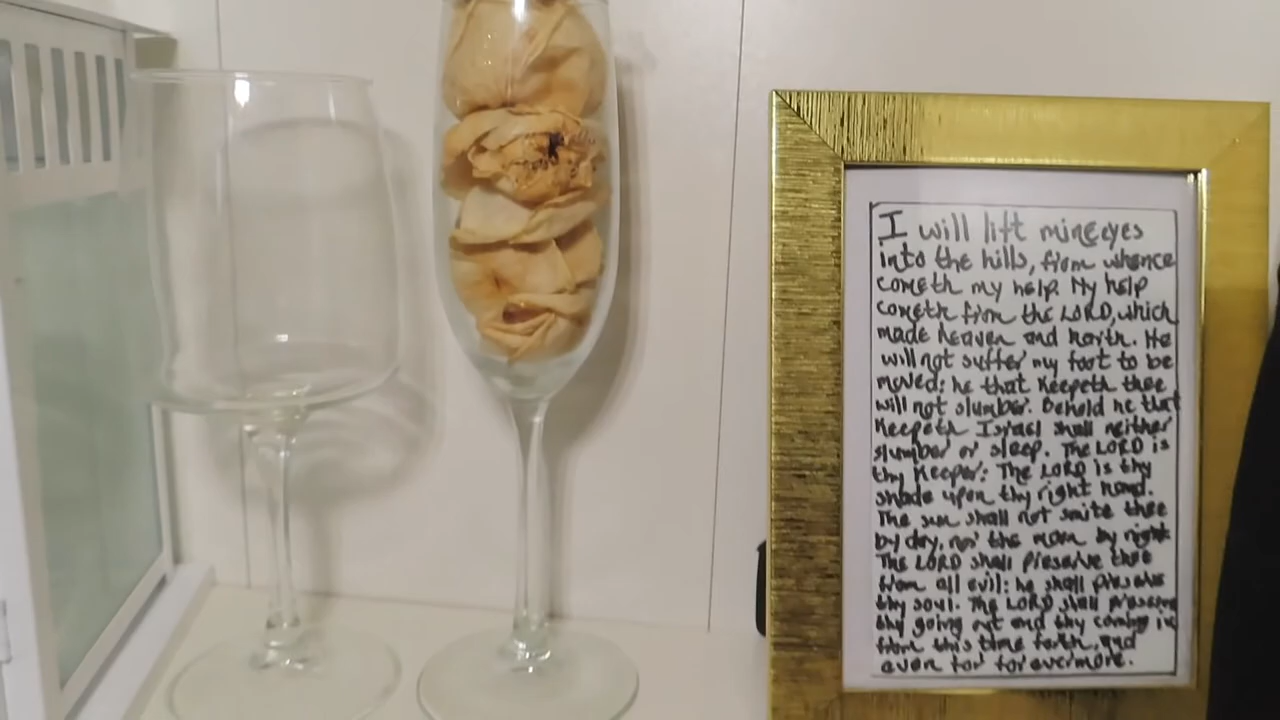 I will lift mine eyes
into the hills, from whence
cometh my help. My help
cometh from the LORD, which
made heaven and earth. He
will not suffer my foot to be
moved: he that keepeth thee
will not slumber. Behold he that
keepeth Israel shall neither
slumber or sleep. The LORD is
thy keeper: The LORD is thy
shade upon thy right hand.
The sun shall not smite thee
by day, nor the moon by night
The LORD shall preserve thee
from all evil: he shall preserve
thy soul. The LORD shall preserve
thy going out and thy coming in
from this time forth, and
even for forevermore.